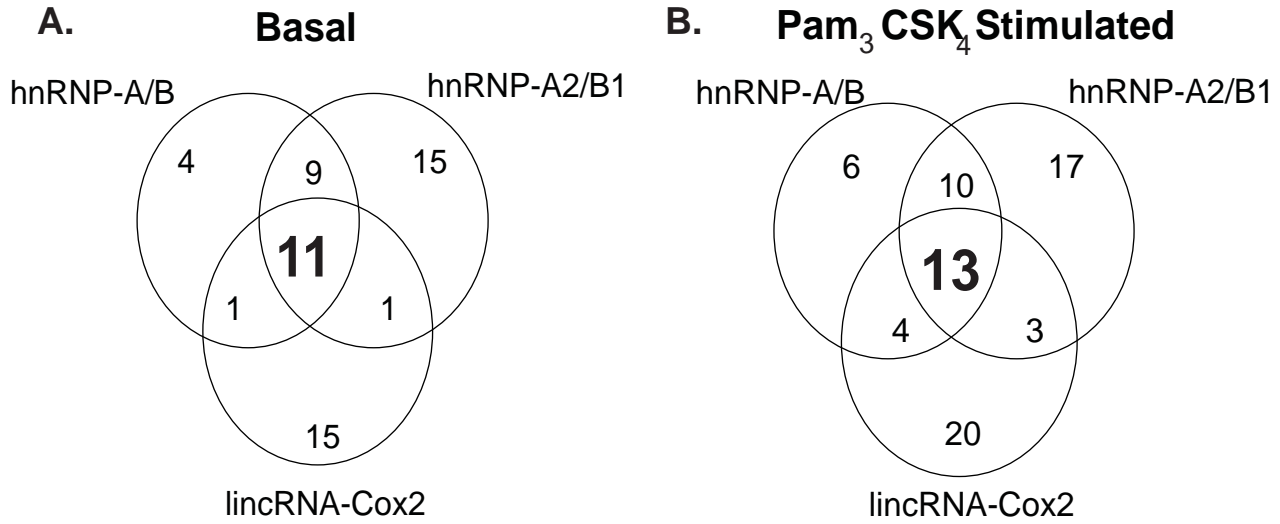 A.
Basal
hnRNP-A/B
hnRNP-A2/B1
4
9
15
11
1
1
15
lincRNA-Cox2
B.
Pam3 CSK4 Stimulated
hnRNP-A/B
hnRNP-A2/B1
6
10
17
13
4
3
20
lincRNA-Cox2